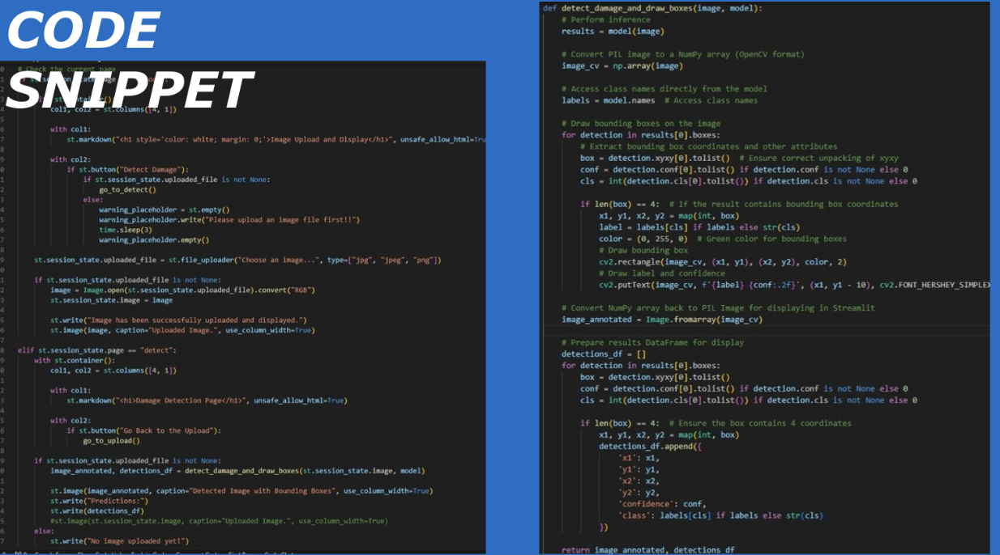 CODE
SNIPPET
# Check the current page
col1, col2 = st.columns([4, 1])
with col1:
st.markdown("<h1 style='color: white; margin: 0;'>Image Upload and Display</h1>", unsafe_allow_html=Tru
with col2:
if st.button("Detect Damage"):
if st.session_state.uploaded_file is not None:
go_to_detect()
else:
warning_placeholder = st.empty()
warning_placeholder.write("Please upload an image file first!!")
time.sleep(3)
warning_placeholder.empty()
st.session_state.uploaded_file = st.file_uploader("Choose an image...", type=["jpg", "jpeg", "png"])
if st.session_state.uploaded_file is not None:
image = Image.open(st.session_state.uploaded_file).convert("RGB")
st.session_state.image = image
st.write("Image has been successfully uploaded and displayed.")
st.image(image, caption="Uploaded Image.", use_column_width=True)
elif st.session_state.page == "detect":
with st.container():
col1, col2 = st.columns([4, 1])
with col1:
st.markdown("<h1>Damage Detection Page</h1>", unsafe_allow_html=True)
with col2:
if st.button("Go Back to the Upload"):
go_to_upload()
if st.session_state.uploaded_file is not None:
image_annotated, detections_df = detect_damage_and_draw_boxes(st.session_state.image, model)
st.image(image_annotated, caption="Detected Image with Bounding Boxes", use_column_width=True)
st.write("Predictions:")
st.write(detections_df)
#st.image(st.session_state.image, caption="Uploaded Image.", use_column_width=True)
else:
st.write("No image uploaded yet!")
def detect_damage_and_draw_boxes(image, model):
# Perform inference
results = model(image)
# Convert PIL image to a NumPy array (OpenCV format)
image_cv = np.array(image)
# Access class names directly from the model
labels = model.names # Access class names
# Draw bounding boxes on the image
for detection in results[0].boxes:
# Extract bounding box coordinates and other attributes
box = detection.xyxy[0].tolist() # Ensure correct unpacking of xyxy
conf = detection.conf[0].tolist() if detection.conf is not None else 0
cls = int(detection.cls[0].tolist()) if detection.cls is not None else 0
if len(box) == 4: # If the result contains bounding box coordinates
x1, y1, x2, y2 = map(int, box)
label = labels[cls] if labels else str(cls)
color = (0, 255, 0) # Green color for bounding boxes
# Draw bounding box
cv2.rectangle(image_cv, (x1, y1), (x2, y2), color, 2)
# Draw label and confidence
cv2.putText(image_cv, f'{label} {conf:.2f}', (x1, y1 - 10), cv2.FONT_HERSHEY_SIMPLEX
# Convert NumPy array back to PIL Image for displaying in Streamlit
image_annotated = Image.fromarray(image_cv)
# Prepare results DataFrame for display
detections_df = []
for detection in results[0].boxes:
box = detection.xyxy[0].tolist()
conf = detection.conf[0].tolist() if detection.conf is not None else 0
cls = int(detection.cls[0].tolist()) if detection.cls is not None else 0
if len(box) == 4: # Ensure the box contains 4 coordinates
x1, y1, x2, y2 = map(int, box)
detections_df.append({
'x1': x1,
'y1': y1,
'x2': x2,
'y2': y2,
'confidence': conf,
'class': labels[cls] if labels else str(cls)
})
return image_annotated, detections_df